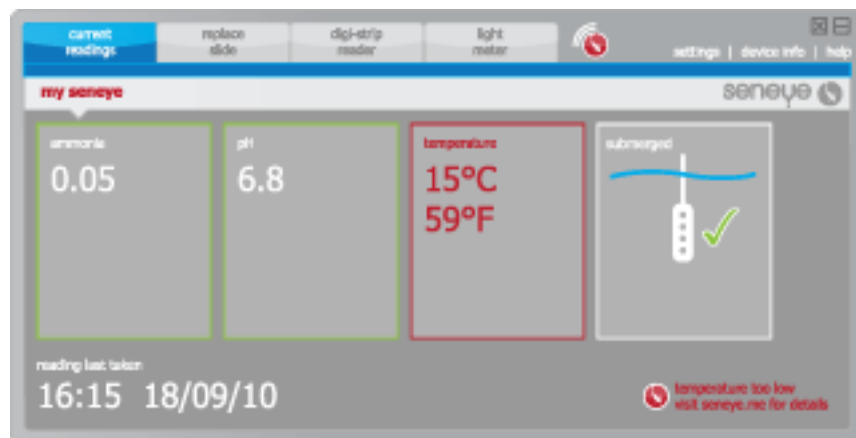 current readings
replace slide
digi-strip reader
light meter
settings | device info | help
my seneye
seneye
ammonia
0.05
pH
6.8
temperature
15°C
59°F
submerged
reading last taken
16:15 18/09/10
temperature too low
visit seneye.me for details